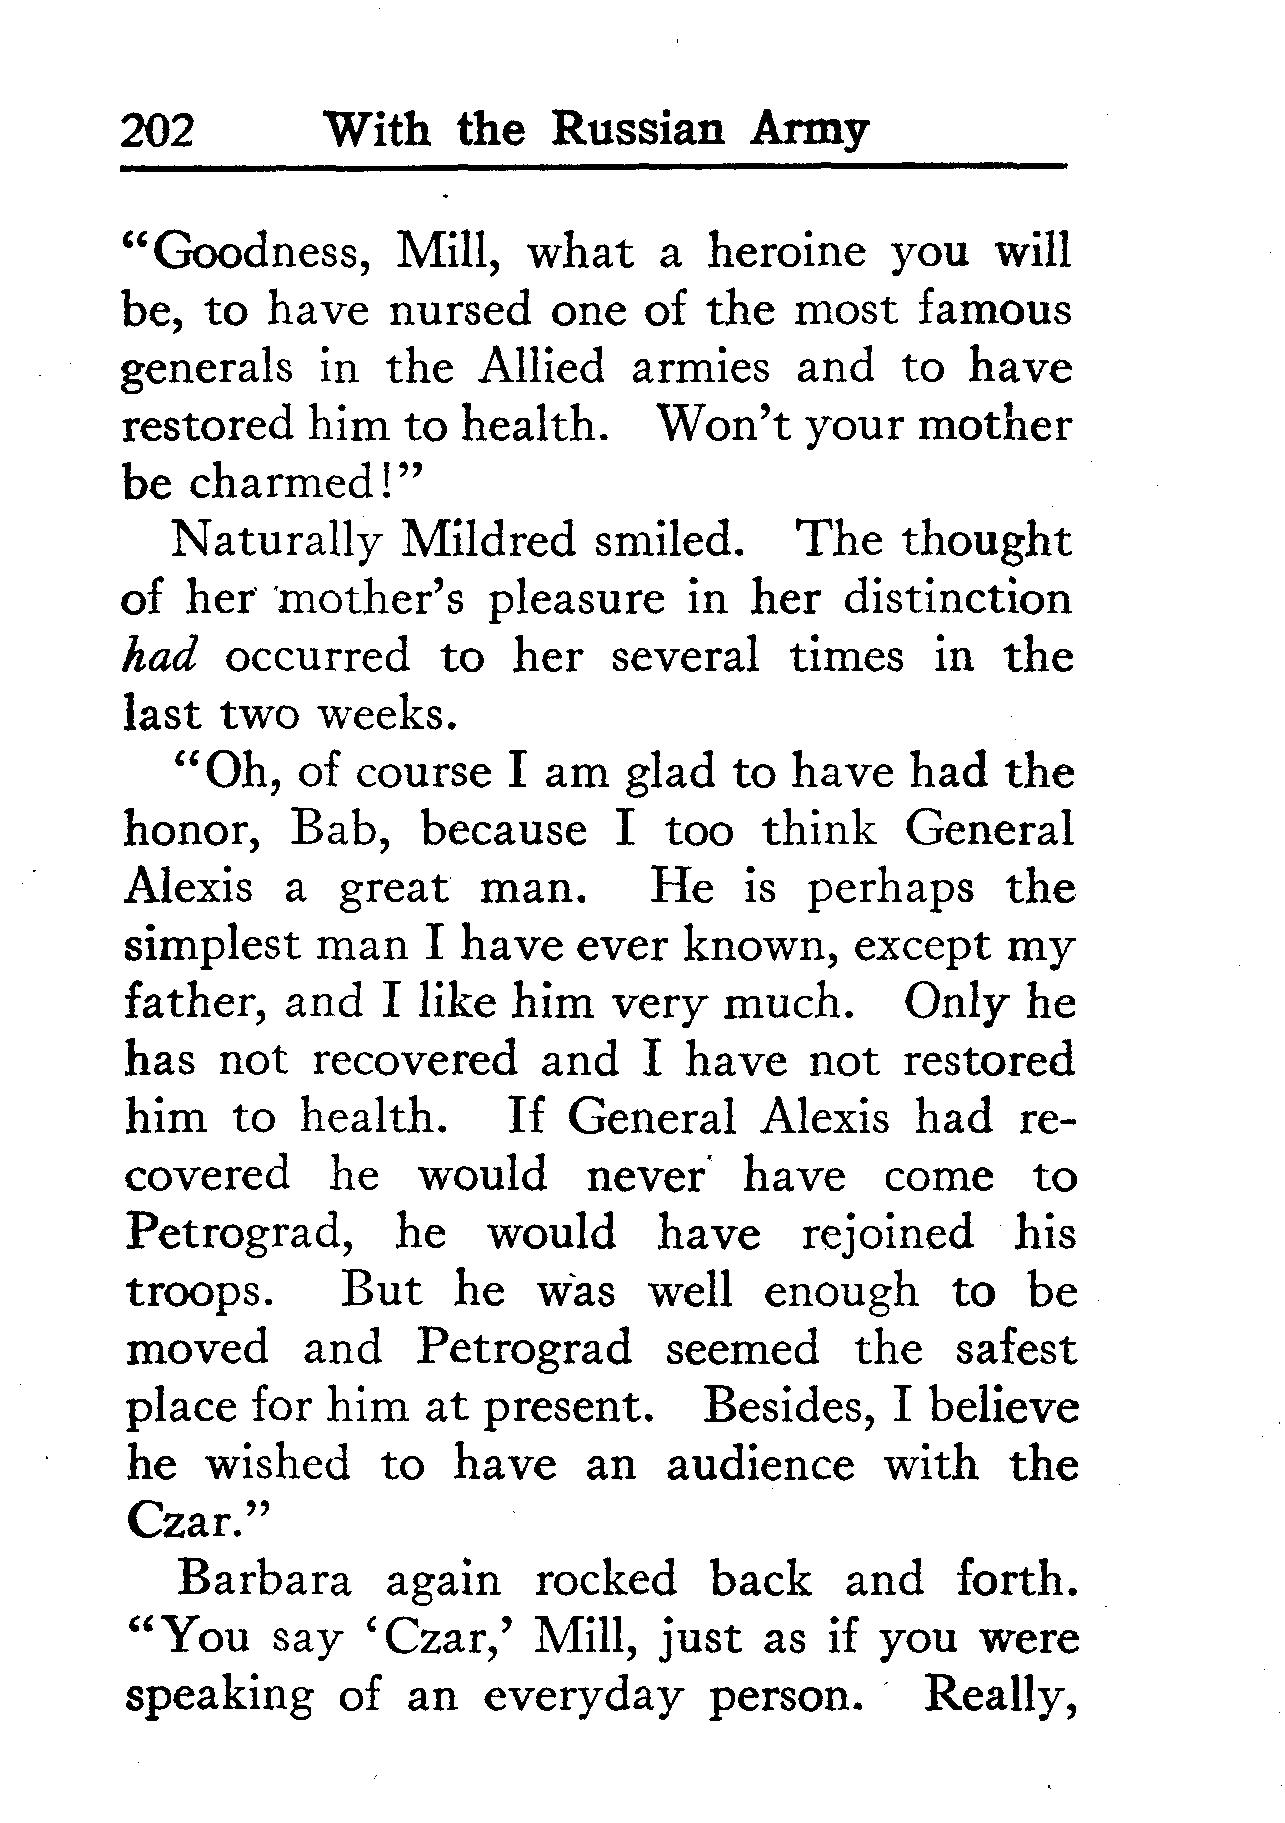 202 With the Russian Army
“Goodness, Mill, what a heroine you will
be, to have nursed one of the most famous
generals in the Allied armies and to have
restored him to health. Won’t your mother
be charmed!”
Naturally Mildred smiled. The thought
of her mother’s pleasure in her distinction
had occurred to her several times in the
last two weeks.
“Oh, of course I am glad to have had the
honor, Bab, because I too think General
Alexis a great man. He is perhaps the
simplest man I have ever known, except my
father, and I like him very much. Only he
has not recovered and I have not restored
him to health. If General Alexis had re-
covered he would never have come to
Petrograd, he would have rejoined his
troops. But he was well enough to be
moved and Petrograd seemed the safest
place for him at present. Besides, I believe
he wished to have an audience with the
Czar.”
Barbara again rocked back and forth.
“You say ‘Czar,’ Mill, just as if you were
speaking of an everyday person. Really,